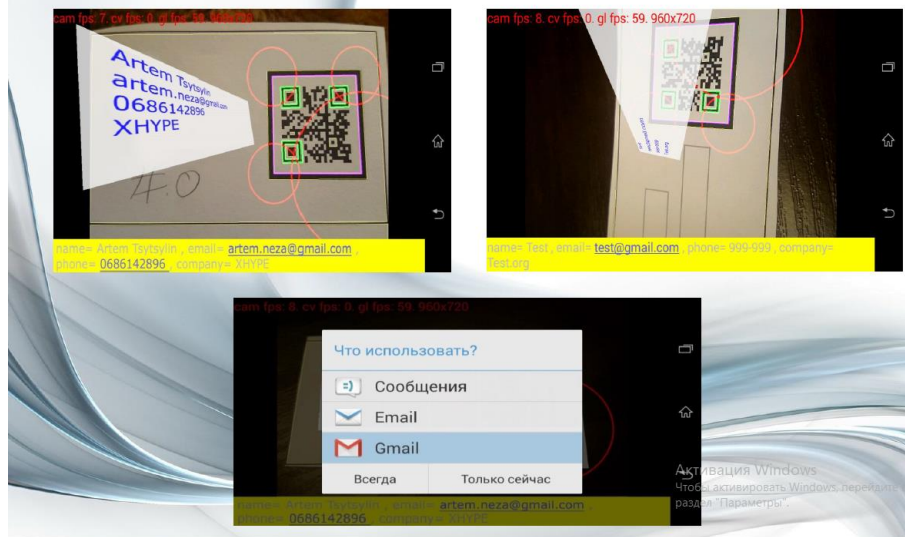 cam fps: 7. cv fps: 0. gl fps: 59. 960x720
Artem Tsytsylin
artem.neza@gmail.com
0686142896
XHYPE
4.0
name= Artem Tsytsylin , email= artem.neza@gmail.com ,
phone= 0686142896 , company= XHYPE
cam fps: 8. cv fps: 0. gl fps: 59. 960x720
name= Test , email= test@gmail.com , phone= 999-999 , company=
Test.org
cam fps: 8. cv fps: 0. gl fps: 59. 960x720
Что использовать?
Сообщения
Email
Gmail
Всегда Только сейчас
name= Artem Tsytsylin , email= artem.neza@gmail.com ,
phone= 0686142896 , company= XHYPE
Активация Windows
Чтобы активировать Windows, перейдите
раздел "Параметры".